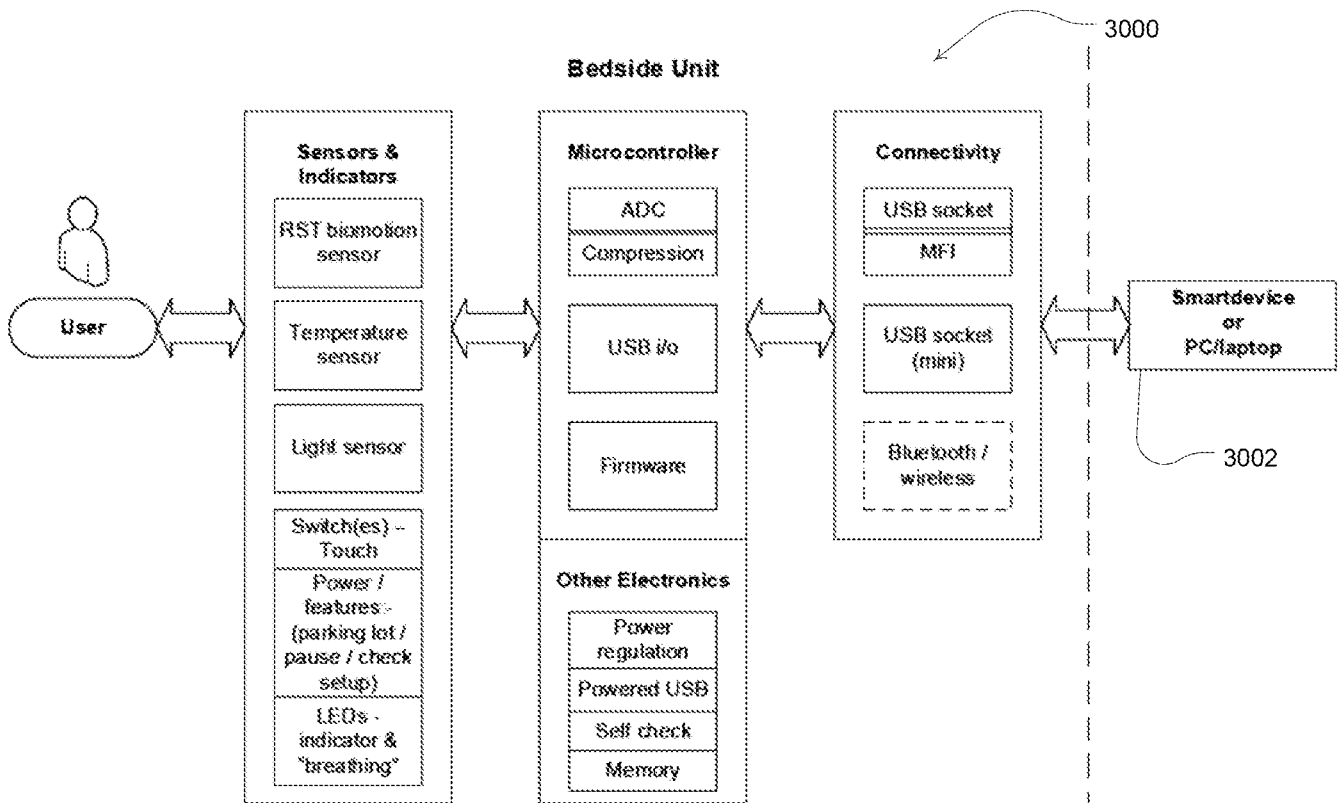 3000
Bedside Unit
Sensors &
Indicators
RST biomotion
sensor
Temperature
sensor
Light sensor
Switch(es) –
Touch
Power /
features -
(parking lot /
pause / check
setup)
LEDs -
indicator &
"breathing"
User
Microcontroller
ADC
Compression
USB i/o
Firmware
Other Electronics
Power
regulation
Powered USB
Self check
Memory
Connectivity
USB socket
MFI
USB socket
(mini)
Bluetooth /
wireless
Smartdevice
or
PC/laptop
3002